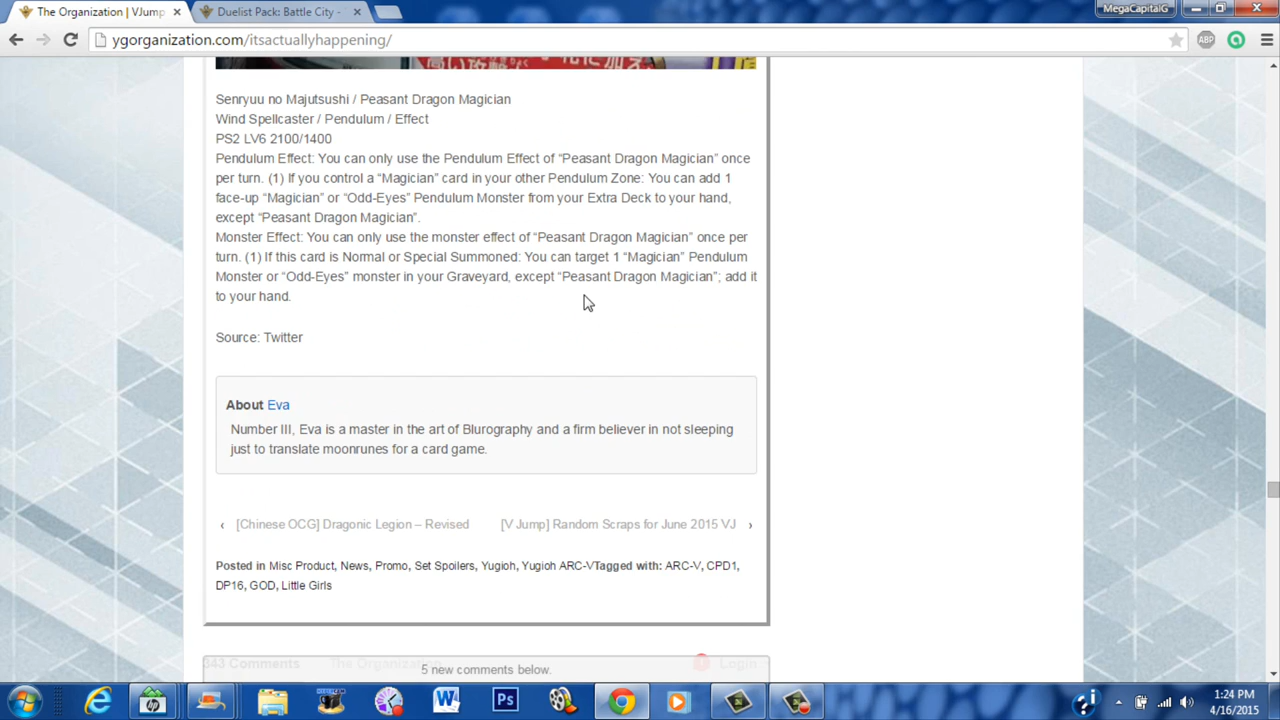 The Organization | VJump
Duelist Pack: Battle City -
MegaCapitalG
ygorganization.com/itsactuallyhappening/
ABP
Senryuu no Majutsushi / Peasant Dragon Magician
Wind Spellcaster / Pendulum / Effect
PS2 LV6 2100/1400
Pendulum Effect: You can only use the Pendulum Effect of “Peasant Dragon Magician” once
per turn. (1) If you control a “Magician” card in your other Pendulum Zone: You can add 1
face-up “Magician” or “Odd-Eyes” Pendulum Monster from your Extra Deck to your hand,
except “Peasant Dragon Magician”.
Monster Effect: You can only use the monster effect of “Peasant Dragon Magician” once per
turn. (1) If this card is Normal or Special Summoned: You can target 1 “Magician” Pendulum
Monster or “Odd-Eyes” monster in your Graveyard, except “Peasant Dragon Magician”; add it
to your hand.
Source: Twitter
About Eva
Number III, Eva is a master in the art of Blurography and a firm believer in not sleeping
just to translate moonrunes for a card game.
‹ [Chinese OCG] Dragonic Legion – Revised [V Jump] Random Scraps for June 2015 VJ ›
Posted in Misc Product, News, Promo, Set Spoilers, Yugioh, Yugioh ARC-VTagged with: ARC-V, CPD1,
DP16, GOD, Little Girls
343 Comments The Organization Login
5 new comments below.
1:24 PM
4/16/2015